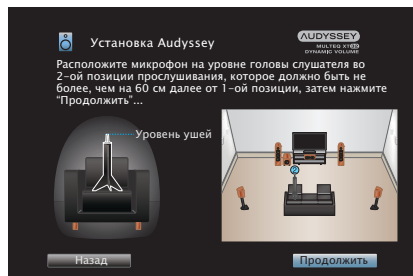 Установка Audyssey
AUDYSSEY
MULTEQ XT32
DYNAMIC VOLUME
Расположите микрофон на уровне головы слушателя во
2-ой позиции прослушивания, которое должно быть не
более, чем на 60 см далее от 1-ой позиции, затем нажмите
"Продолжить"...
Уровень ушей
2
Назад
Продолжить